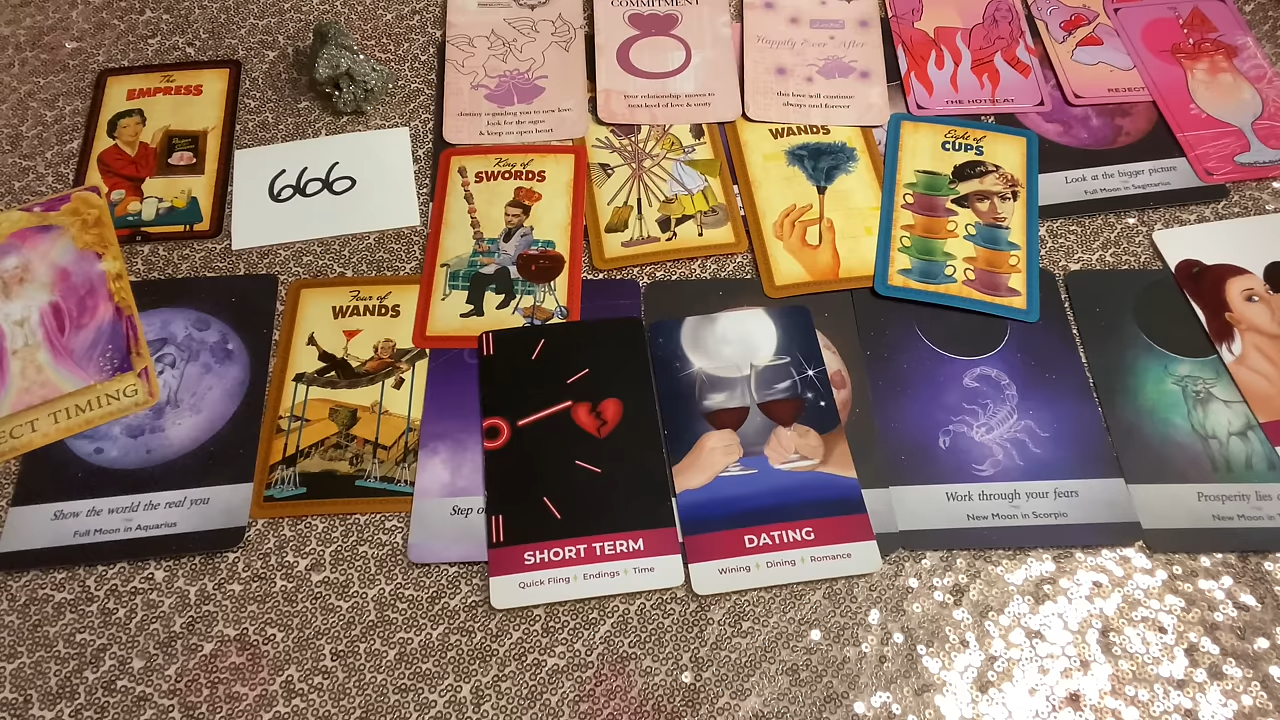 COMMITMENT
your relationship moves to
next level of love & unity
destiny is guiding you to new love.
look for the signs
& keep an open heart
Happily Ever After
this love will continue
always and forever
THE HOTSEAT
REJECT
The
EMPRESS
666
King of
SWORDS
WANDS
Eight of
CUPS
Look at the bigger picture
Full Moon in Sagittarius
ECT TIMING
Four of
WANDS
Show the world the real you
Full Moon in Aquarius
Step o
SHORT TERM
Quick Fling Endings Time
DATING
Wining Dining Romance
Work through your fears
New Moon in Scorpio
Prosperity lies
New Moon in